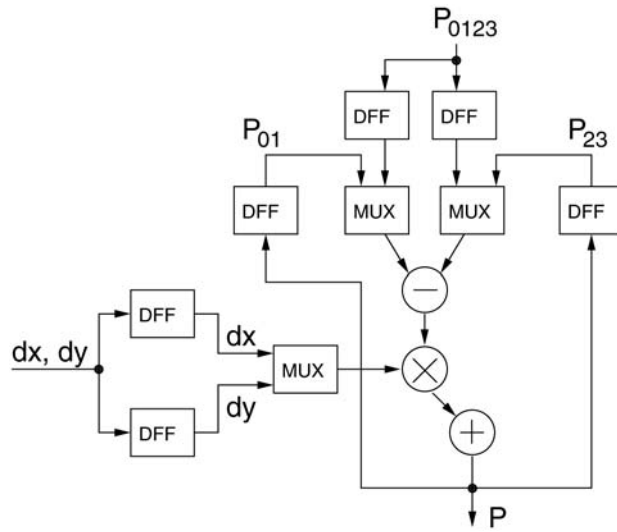 P0123
DFF
DFF
P01
P23
DFF
MUX
MUX
DFF
DFF
dx
dx, dy
MUX
dy
DFF
P